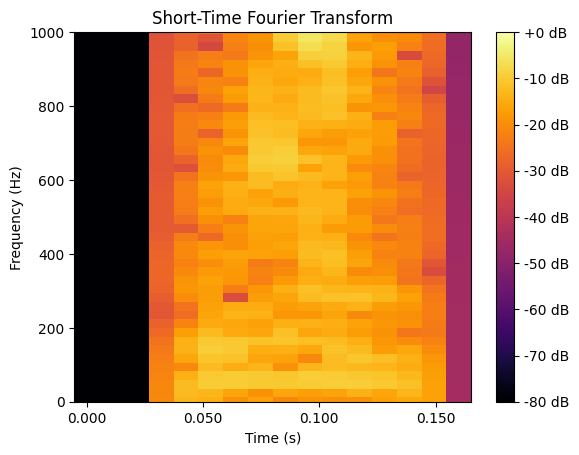 Short-Time Fourier Transform
1000
800
600
400
200
0
Frequency (Hz)
0.000
0.050
0.100
0.150
Time (s)
+0 dB
-10 dB
-20 dB
-30 dB
-40 dB
-50 dB
-60 dB
-70 dB
-80 dB